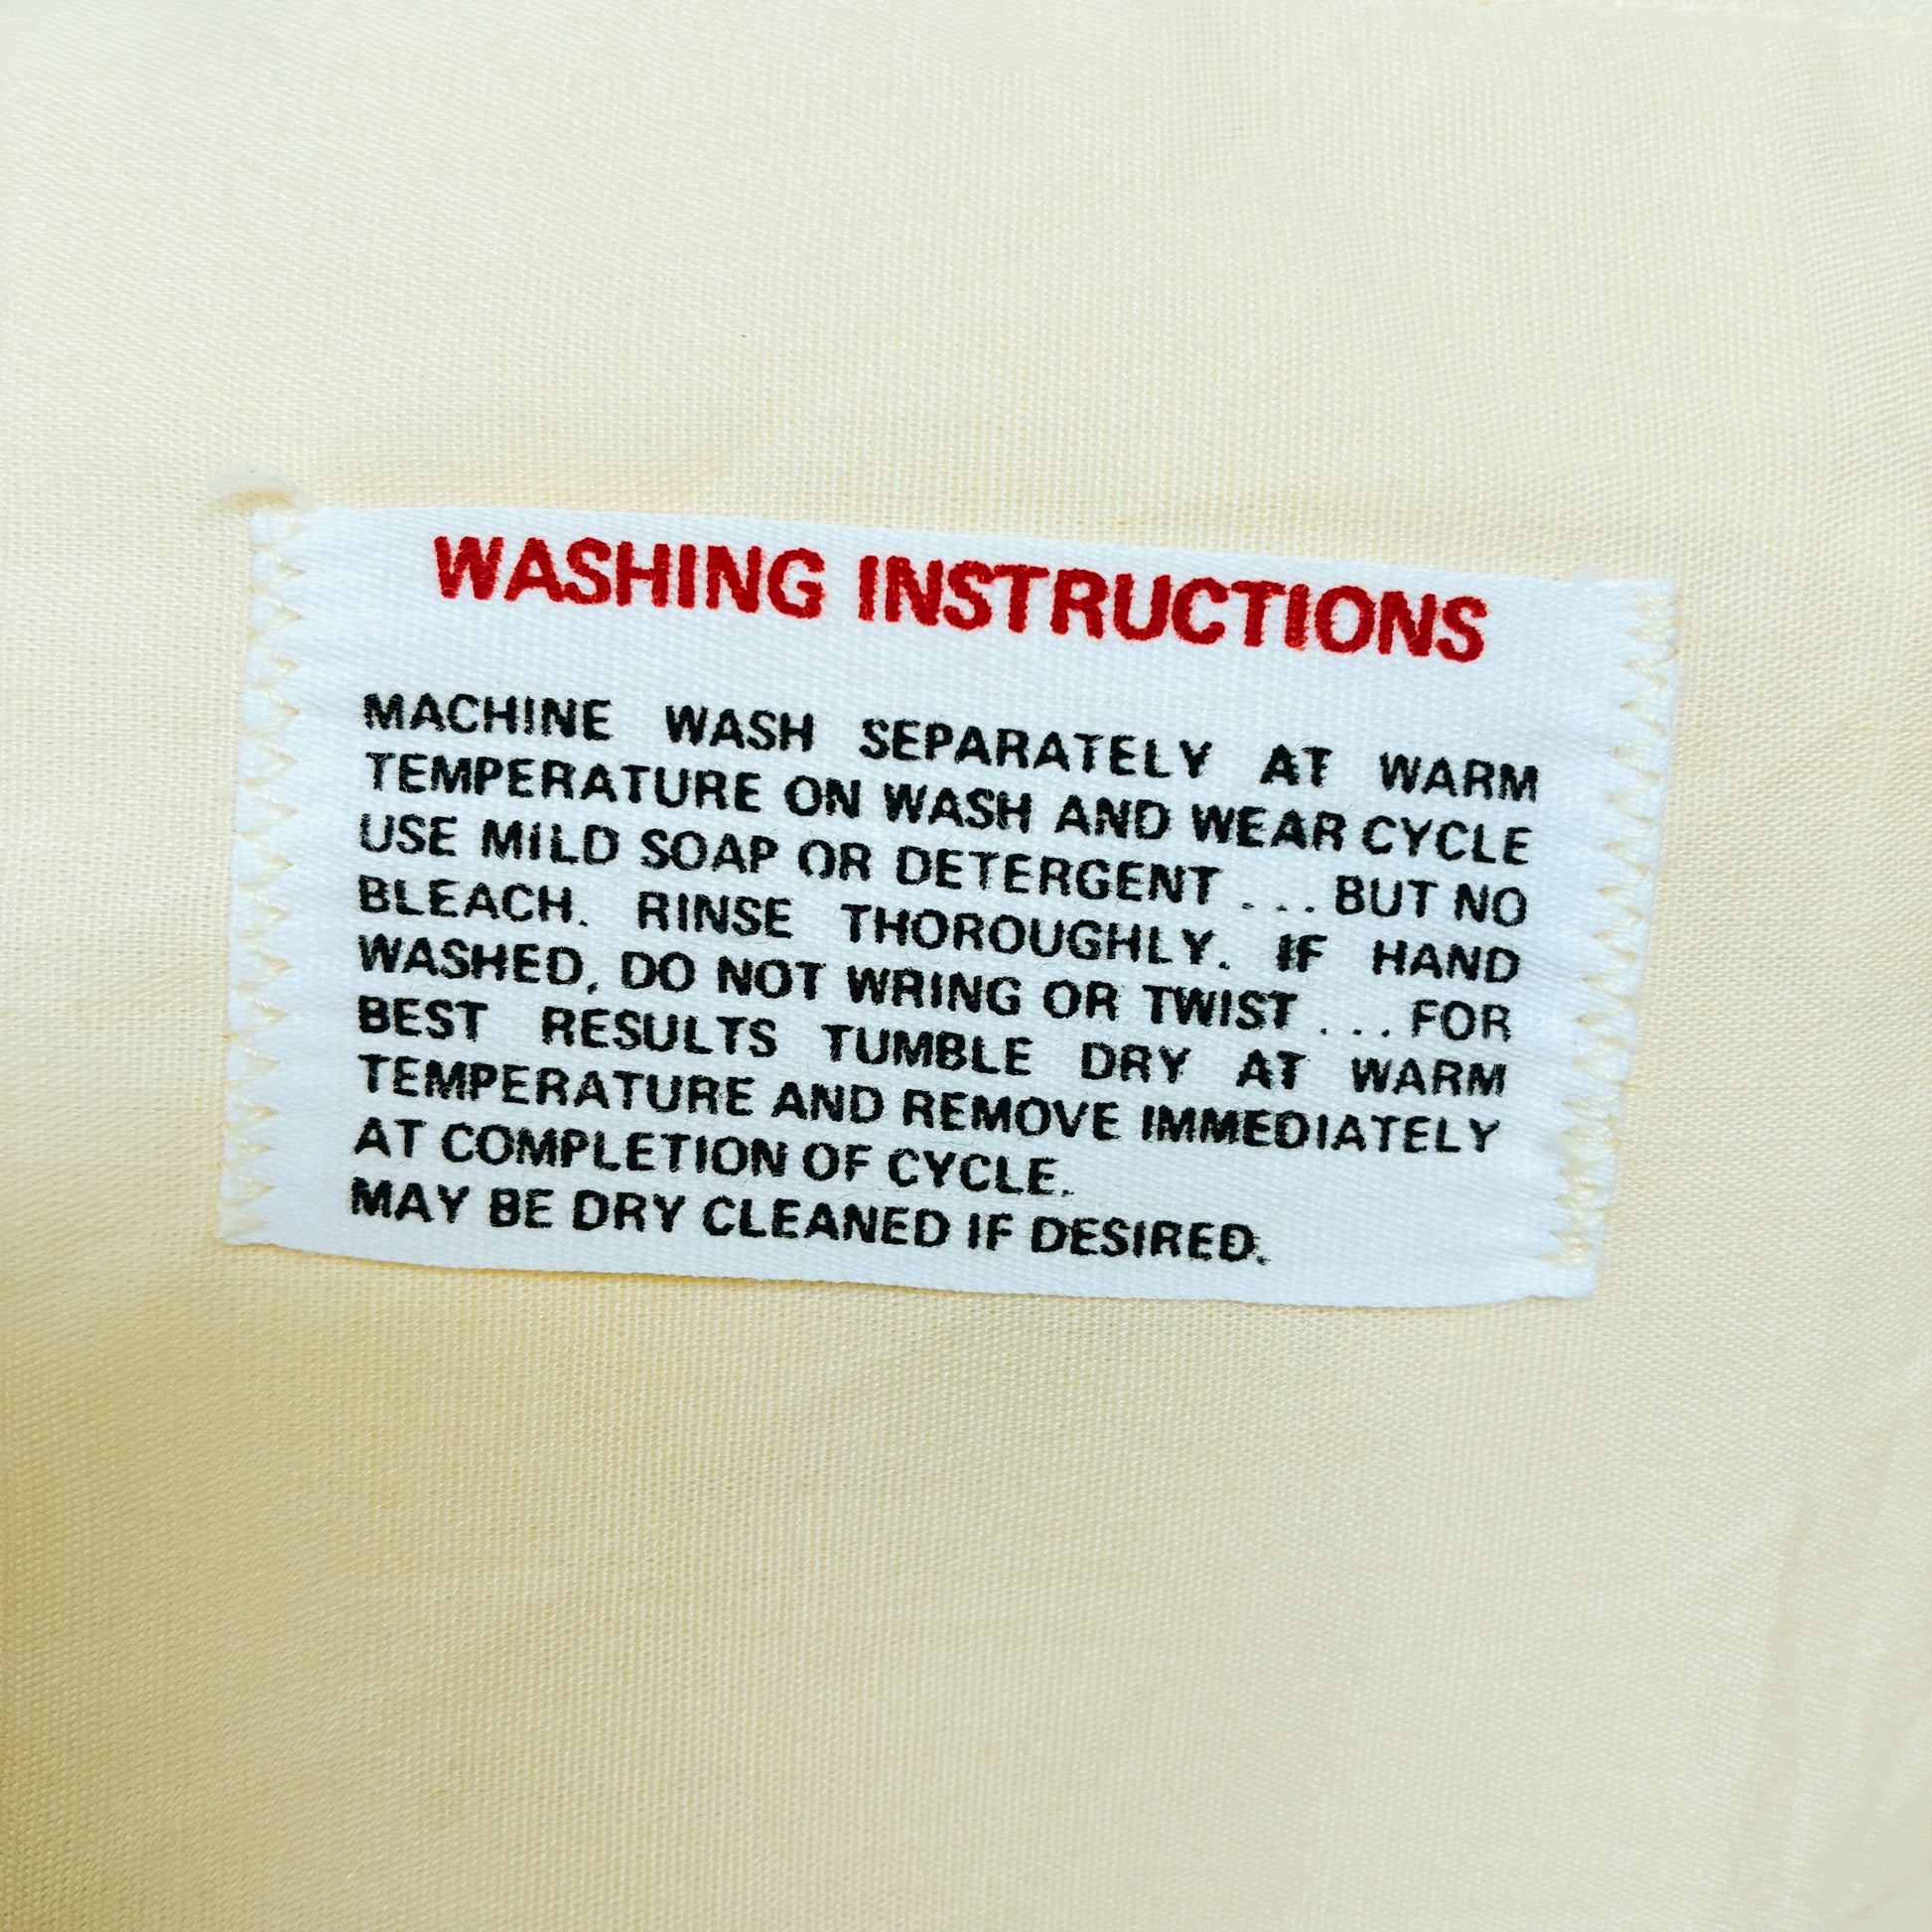 WASHING INSTRUCTIONS
MACHINE WASH SEPARATELY AT WARM
TEMPERATURE ON WASH AND WEAR CYCLE
USE MILD SOAP OR DETERGENT . . . BUT NO
BLEACH. RINSE THOROUGHLY. IF HAND
WASHED, DO NOT WRING OR TWIST . . . FOR
BEST RESULTS TUMBLE DRY AT WARM
TEMPERATURE AND REMOVE IMMEDIATELY
AT COMPLETION OF CYCLE.
MAY BE DRY CLEANED IF DESIRED.